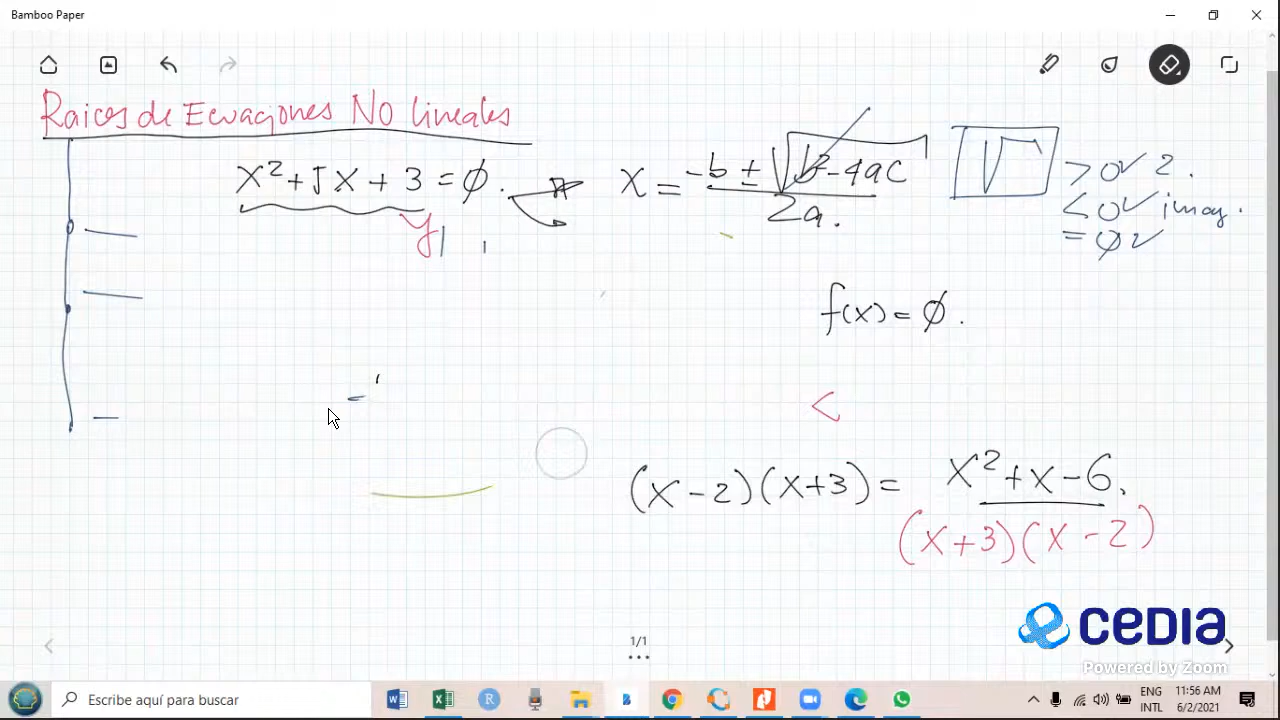 Bamboo Paper
Raices de Ecuaciones NO lineales
x²+5x+3=∅. x = -b ± √b²-4ac / 2a. √ > 0✓ 2.
< 0✓ imag.
= ∅✓
y
f(x) = ∅.
<
(x-2)(x+3) = x²+x-6.
(x+3)(x-2)
cedia
Powered by Zoom
1/1
Escribe aquí para buscar
ENG
INTL
11:56 AM
6/2/2021